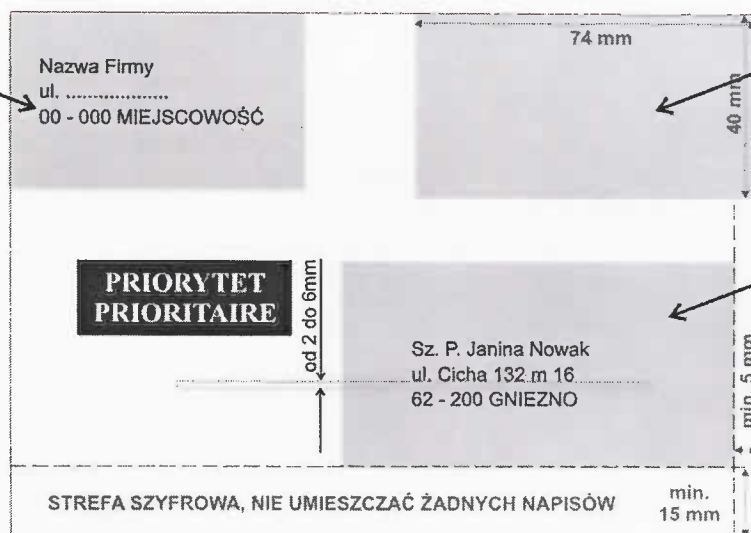 Nazwa Firmy
ul. ...................
00 - 000 MIEJSCOWOŚĆ
74 mm
40 mm
PRIORYTET
PRIORITAIRE
od 2 do 6mm
Sz. P. Janina Nowak
ul. Cicha 132 m 16
62 - 200 GNIEZNO
min. 5 mm
STREFA SZYFROWA, NIE UMIESZCZAĆ ŻADNYCH NAPISÓW
min.
15 mm